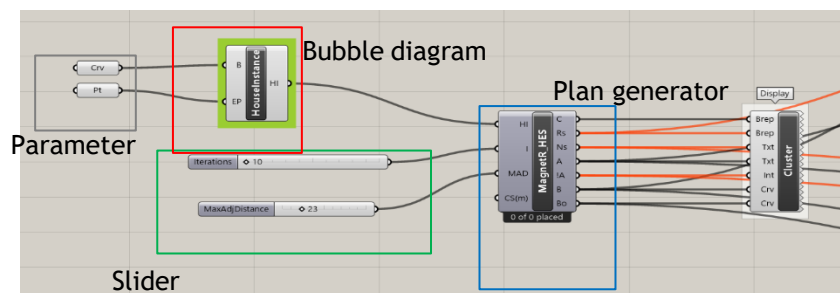 Bubble diagram
Crv
Pt
B
EP
HouseInstance
HI
Parameter
Plan generator
Iterations
10
MaxAdjDistance
23
Slider
HI
I
MAD
CS(m)
MagnetR_HES
C
Rs
Ns
A
IA
B
Bo
0 of 0 placed
Display
Brep
Brep
Txt
Txt
Int
Crv
Crv
Cluster